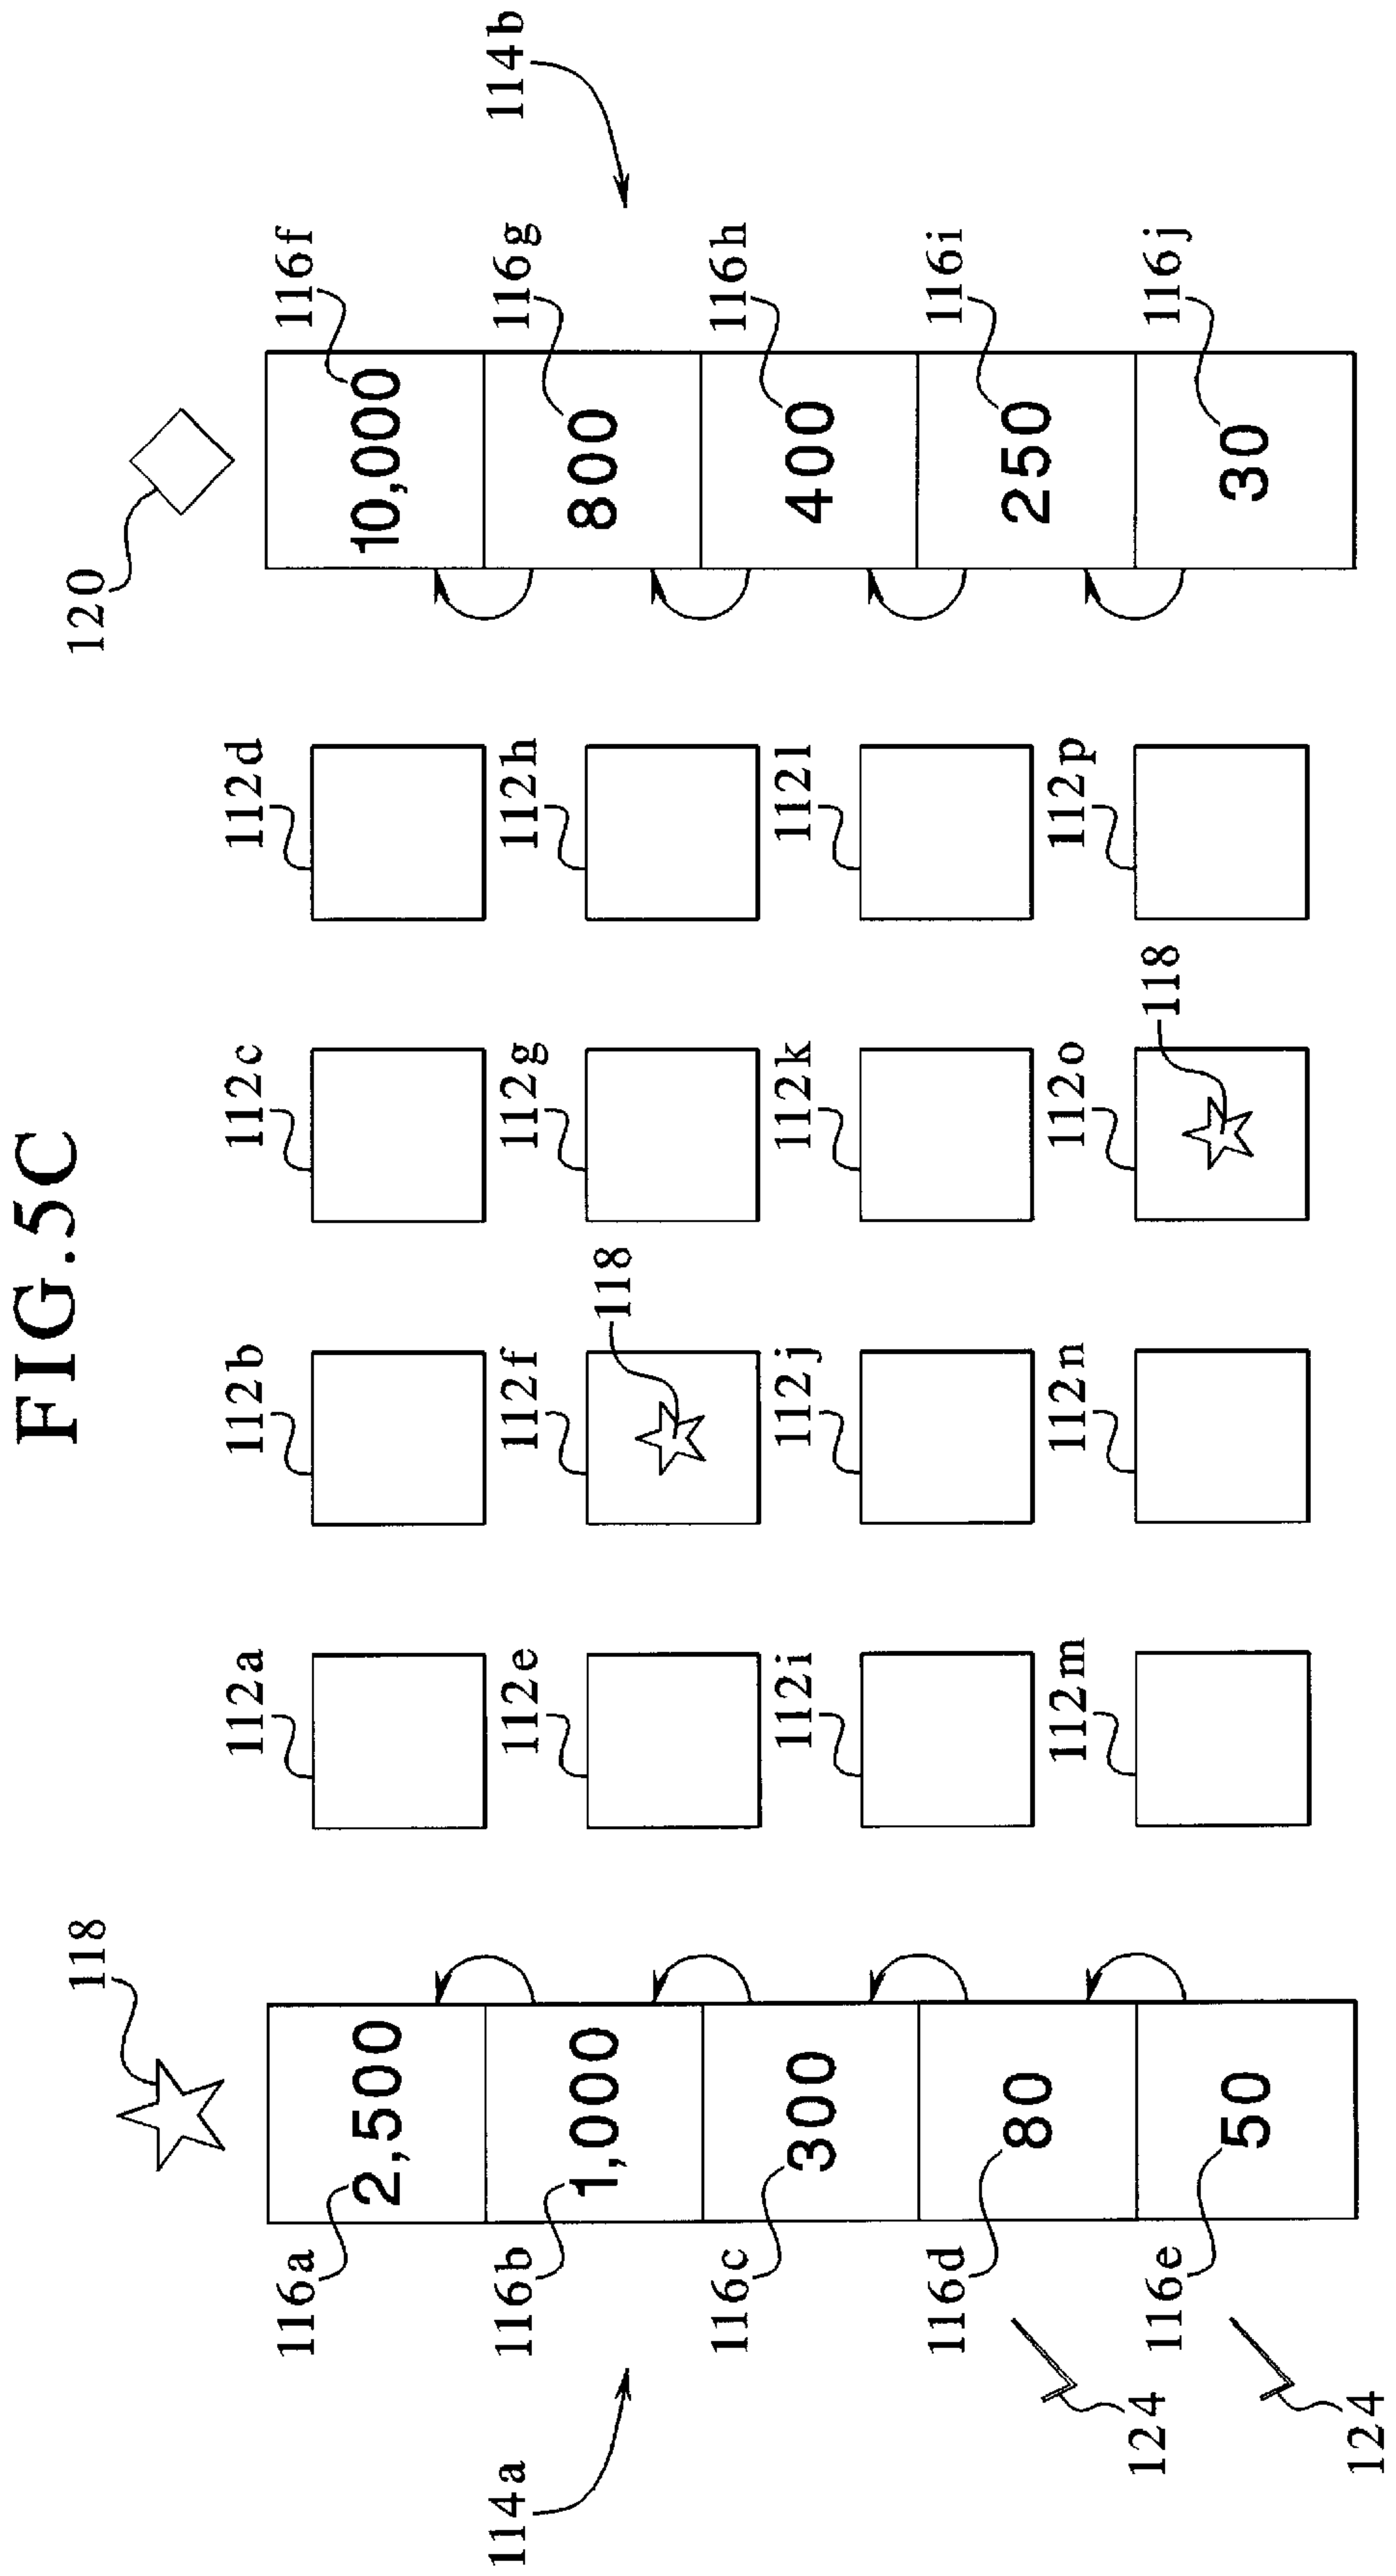 FIG.5C
118
120
116a
2,500
112a
112b
112c
112d
10,000
116f
114a
116b
1,000
112e
112f
118
112g
112h
800
116g
114b
116c
300
112i
112j
112k
112l
400
116h
116d
80
250
116i
124
112m
112n
112o
118
112p
116e
50
30
116j
124